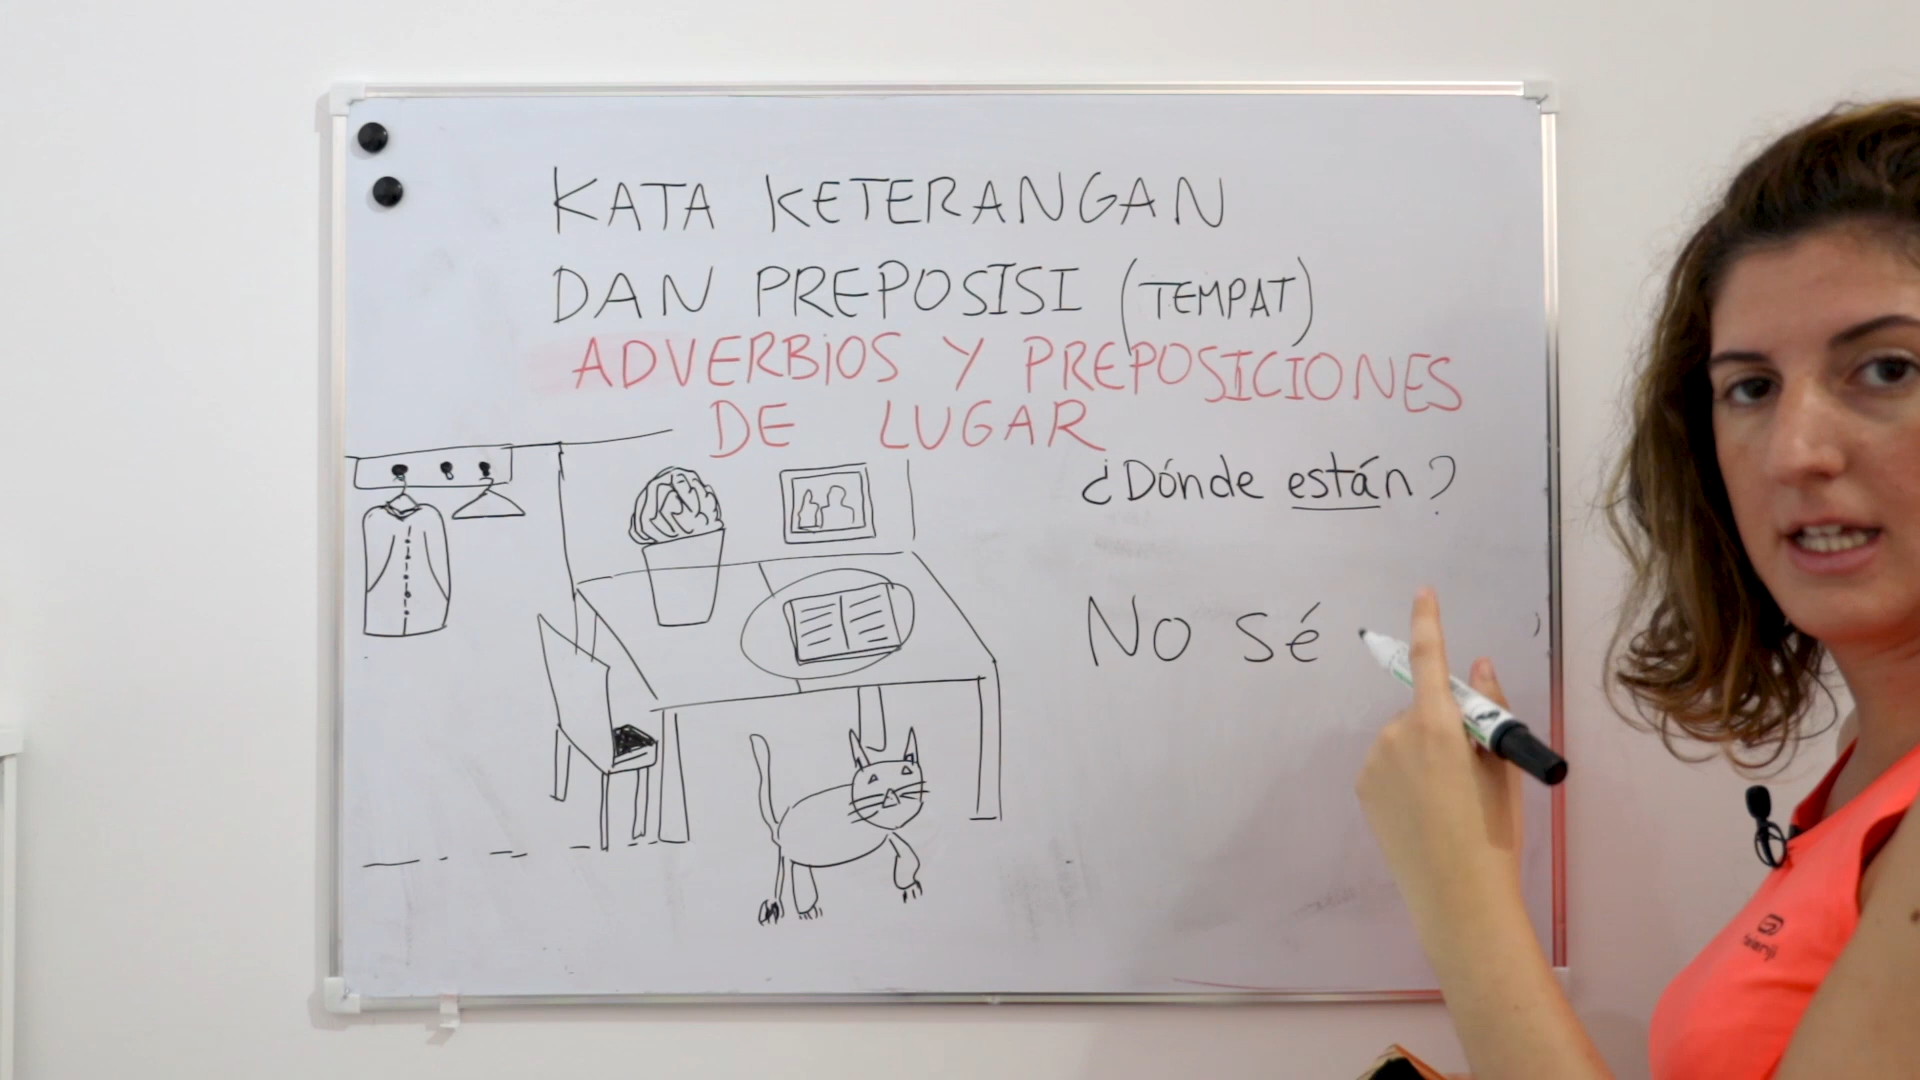 KATA KETERANGAN
DAN PREPOSISI (TEMPAT)
ADVERBIOS Y PREPOSICIONES
DE LUGAR
¿Dónde están?
No sé